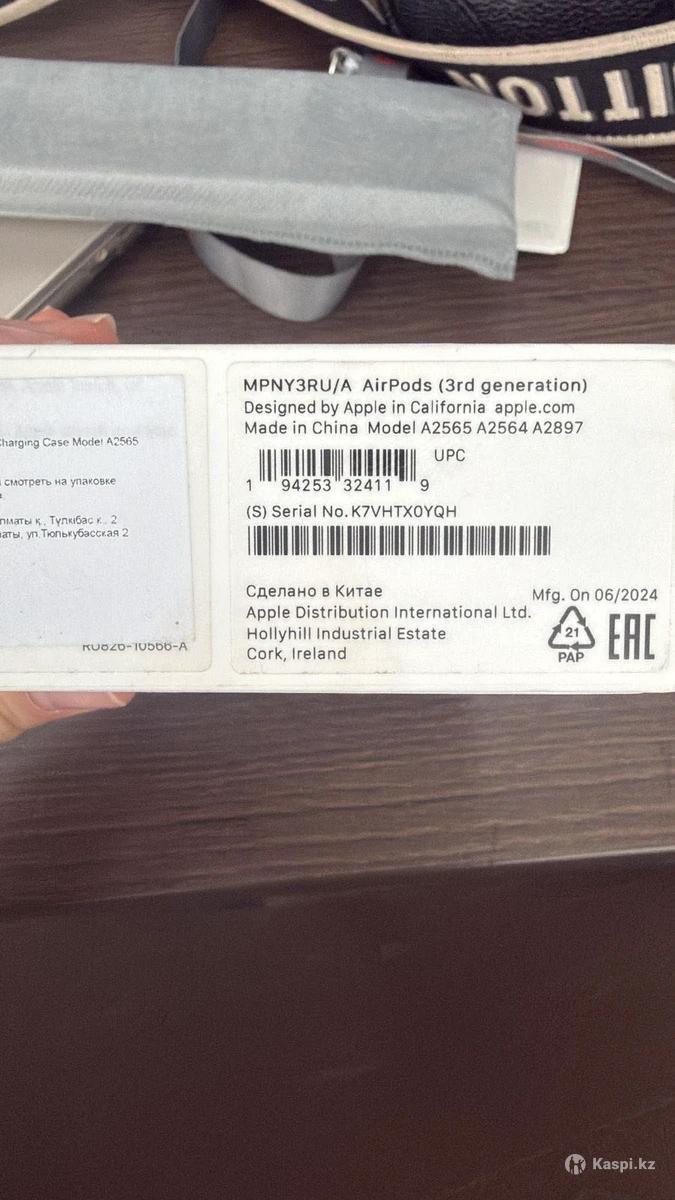 UITTON
Charging Case Model A2565
смотреть на упаковке
лматы қ., Түлкібас к., 2
аты, ул.Тюлькубасская 2
RU826-10566-A
MPNY3RU/A AirPods (3rd generation)
Designed by Apple in California apple.com
Made in China Model A2565 A2564 A2897
UPC
1 94253 32411 9
(S) Serial No. K7VHTX0YQH
Сделано в Китае
Mfg. On 06/2024
Apple Distribution International Ltd.
Hollyhill Industrial Estate
Cork, Ireland
21
PAP
EAC
Kaspi.kz